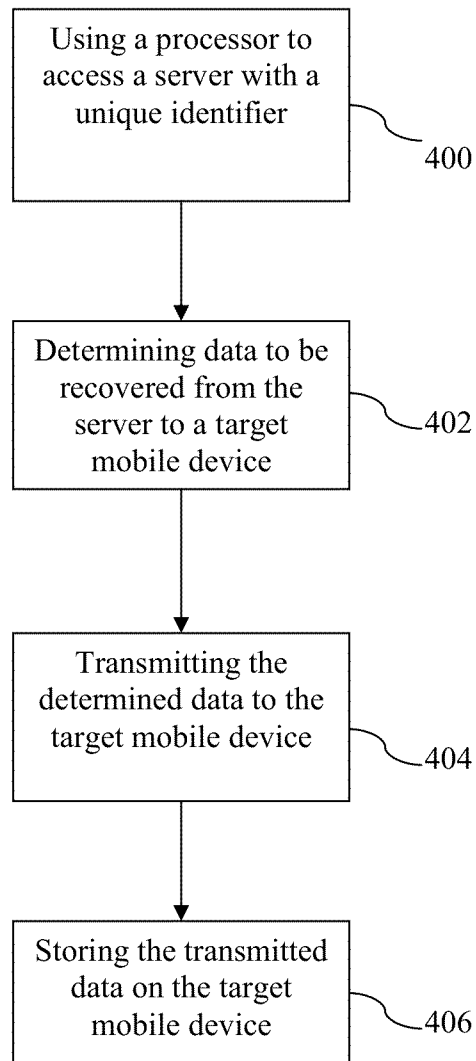 Using a processor to
access a server with a
unique identifier
400
Determining data to be
recovered from the
server to a target
mobile device
402
Transmitting the
determined data to the
target mobile device
404
Storing the transmitted
data on the target
mobile device
406